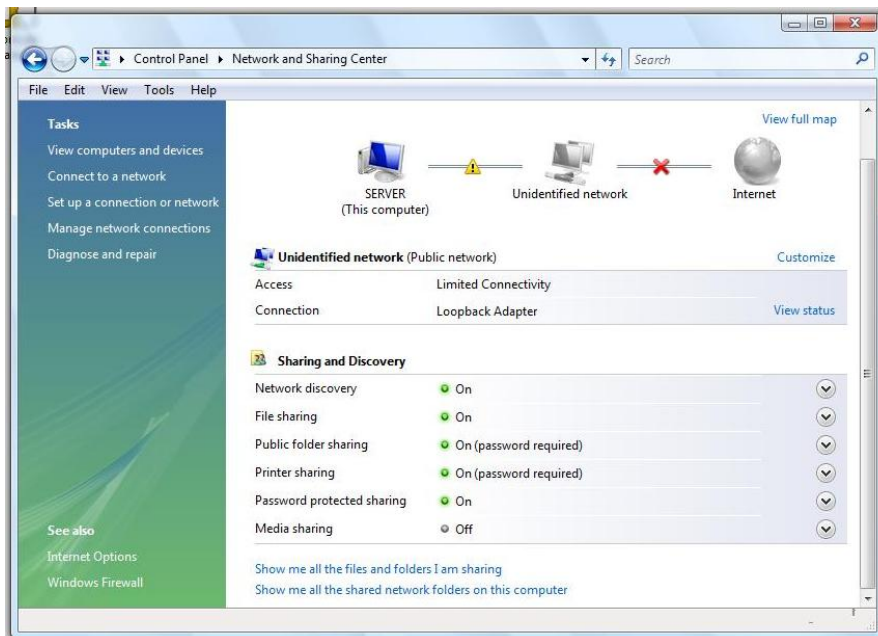 Control Panel Network and Sharing Center Search
File Edit View Tools Help
Tasks
View computers and devices
Connect to a network
Set up a connection or network
Manage network connections
Diagnose and repair
See also
Internet Options
Windows Firewall
View full map
SERVER
(This computer)
Unidentified network
Internet
Unidentified network (Public network) Customize
Access Limited Connectivity
Connection Loopback Adapter View status
Sharing and Discovery
Network discovery On
File sharing On
Public folder sharing On (password required)
Printer sharing On (password required)
Password protected sharing On
Media sharing Off
Show me all the files and folders I am sharing
Show me all the shared network folders on this computer